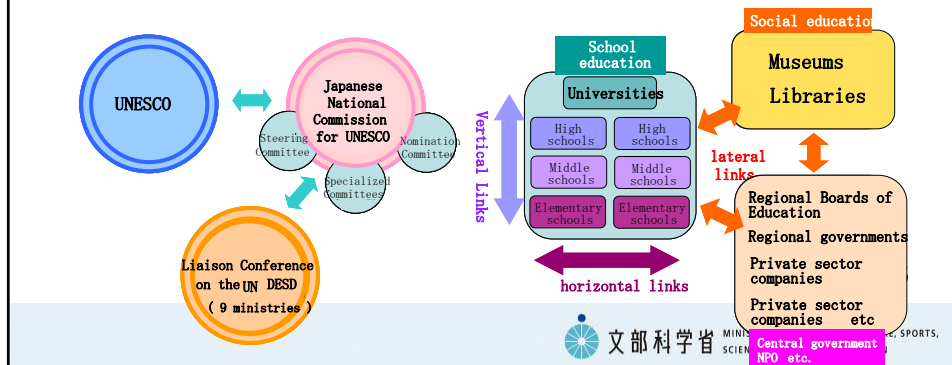 UNESCO
Japanese
National
Commission
for UNESCO
Steering
Committee
Nomination
Committee
Specialized
Committees
Liaison Conference
on the UN DESD
( 9 ministries )
School
education
Universities
High
schools
High
schools
Middle
schools
Middle
schools
Elementary
schools
Elementary
schools
Vertical Links
horizontal links
Social education
Museums
Libraries
lateral
links
Regional Boards of
Education
Regional governments
Private sector
companies
Private sector
companies etc
Central government
NPO etc.
文部科学省
SPORTS,